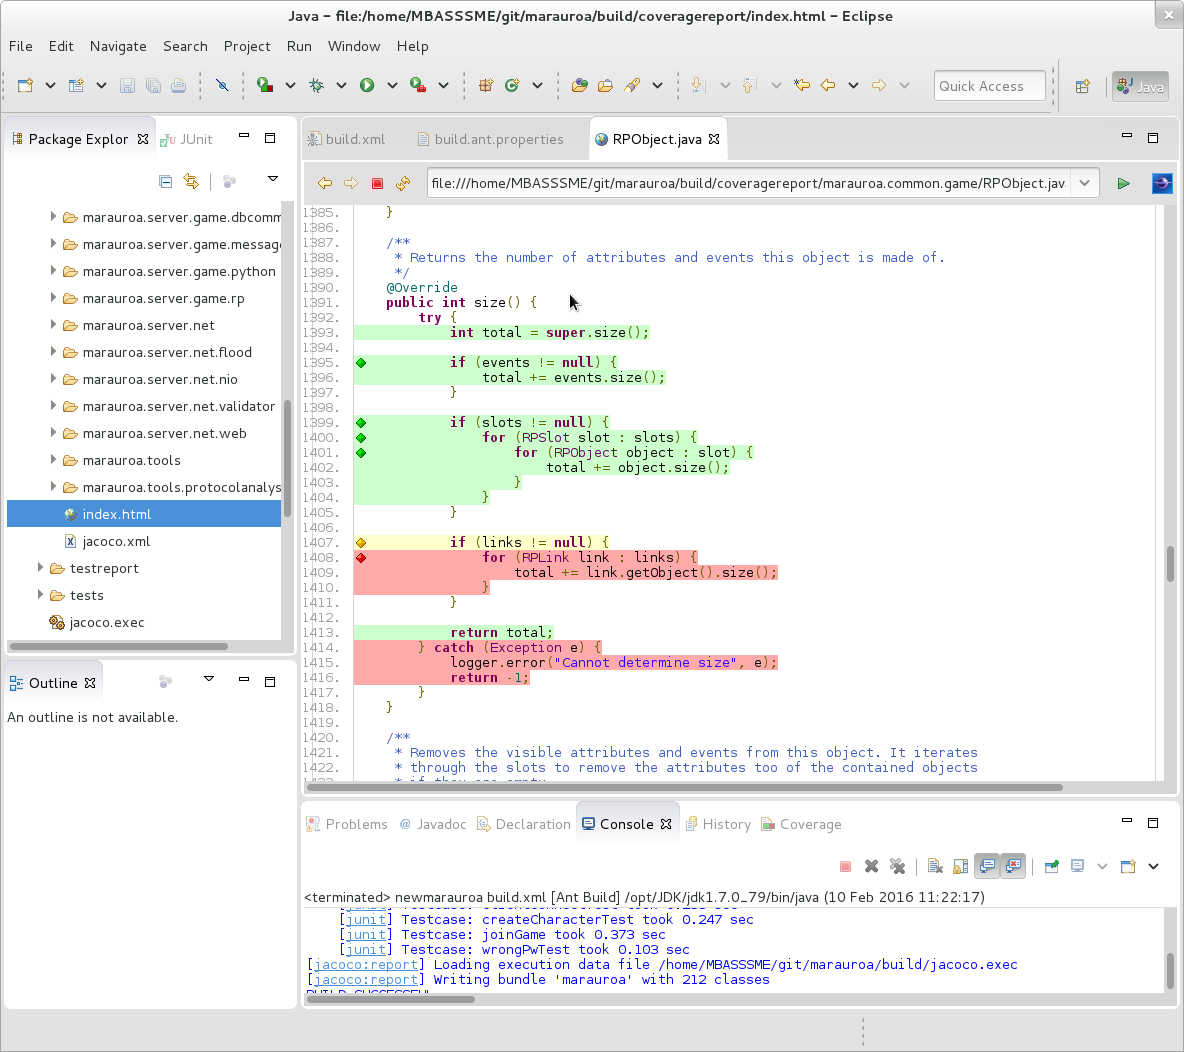 Java – file:/home/MBASSSME/git/marauroa/build/coveragereport/index.html – Eclipse
File Edit Navigate Search Project Run Window Help
Quick Access
Java
Package Explor
JUnit
marauroa.server.game.dbcomm
marauroa.server.game.messag
marauroa.server.game.python
marauroa.server.game.rp
marauroa.server.net
marauroa.server.net.flood
marauroa.server.net.nio
marauroa.server.net.validator
marauroa.server.net.web
marauroa.tools
marauroa.tools.protocolanalys
index.html
jacoco.xml
testreport
tests
jacoco.exec
Outline
An outline is not available.
build.xml build.ant.properties RPObject.java
file:///home/MBASSSME/git/marauroa/build/coveragereport/marauroa.common.game/RPObject.jav
1385. }
1386.
1387. /**
1388. * Returns the number of attributes and events this object is made of.
1389. */
1390. @Override
1391. public int size() {
1392. try {
1393. int total = super.size();
1394.
1395. if (events != null) {
1396. total += events.size();
1397. }
1398.
1399. if (slots != null) {
1400. for (RPSlot slot : slots) {
1401. for (RPObject object : slot) {
1402. total += object.size();
1403. }
1404. }
1405. }
1406.
1407. if (links != null) {
1408. for (RPLink link : links) {
1409. total += link.getObject().size();
1410. }
1411. }
1412.
1413. return total;
1414. } catch (Exception e) {
1415. logger.error("Cannot determine size", e);
1416. return -1;
1417. }
1418. }
1419.
1420. /**
1421. * Removes the visible attributes and events from this object. It iterates
1422. * through the slots to remove the attributes too of the contained objects
Problems Javadoc Declaration Console History Coverage
<terminated> newmarauroa build.xml [Ant Build] /opt/JDK/jdk1.7.0_79/bin/java (10 Feb 2016 11:22:17)
[junit] Testcase: createCharacterTest took 0.247 sec
[junit] Testcase: joinGame took 0.373 sec
[junit] Testcase: wrongPwTest took 0.103 sec
[jacoco:report] Loading execution data file /home/MBASSSME/git/marauroa/build/jacoco.exec
[jacoco:report] Writing bundle 'marauroa' with 212 classes